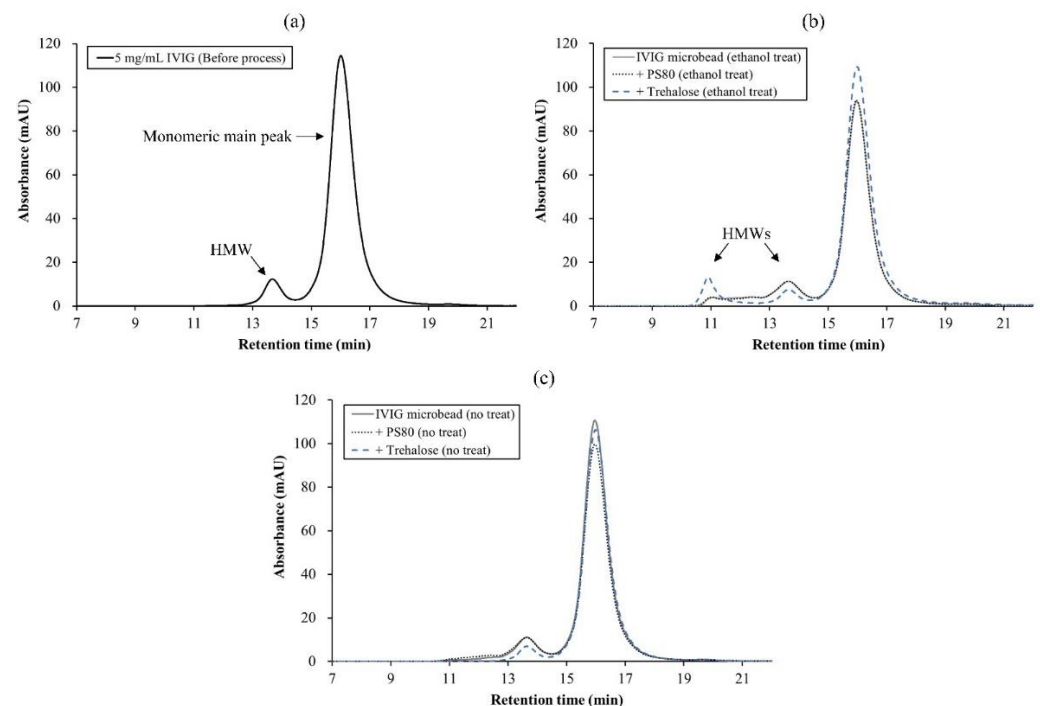 (a)
120
100
80
60
40
20
0
Absorbance (mAU)
5 mg/mL IVIG (Before process)
Monomeric main peak
HMW
7 9 11 13 15 17 19 21
Retention time (min)
(b)
120
100
80
60
40
20
0
Absorbance (mAU)
IVIG microbead (ethanol treat)
+ PS80 (ethanol treat)
+ Trehalose (ethanol treat)
HMWs
7 9 11 13 15 17 19 21
Retention time (min)
(c)
120
100
80
60
40
20
0
Absorbance (mAU)
IVIG microbead (no treat)
+ PS80 (no treat)
+ Trehalose (no treat)
7 9 11 13 15 17 19 21
Retention time (min)